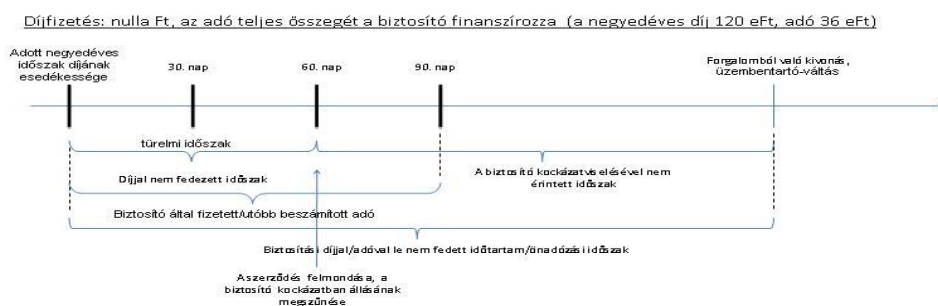 Díjfizetés: nulla Ft, az adó teljes összegét a biztosító finanszírozza (a negyedéves díj 120 eFt, adó 36 eFt)
Adott negyedéves
időszak díjának
esedékessége
30. nap
60. nap
90. nap
Forgalomból való kivonás,
üzembentartó-váltás
türelmi időszak
Díjjal nem fedezett időszak
A biztosító kockázatviselésével nem
érintett időszak
Biztosító által fizetett/utóbb beszámított adó
Biztosítási díjjal/adóval le nem fedett időtartam/önadózási időszak
A szerződés felmondása, a
biztosító kockázatban állásának
megszűnése